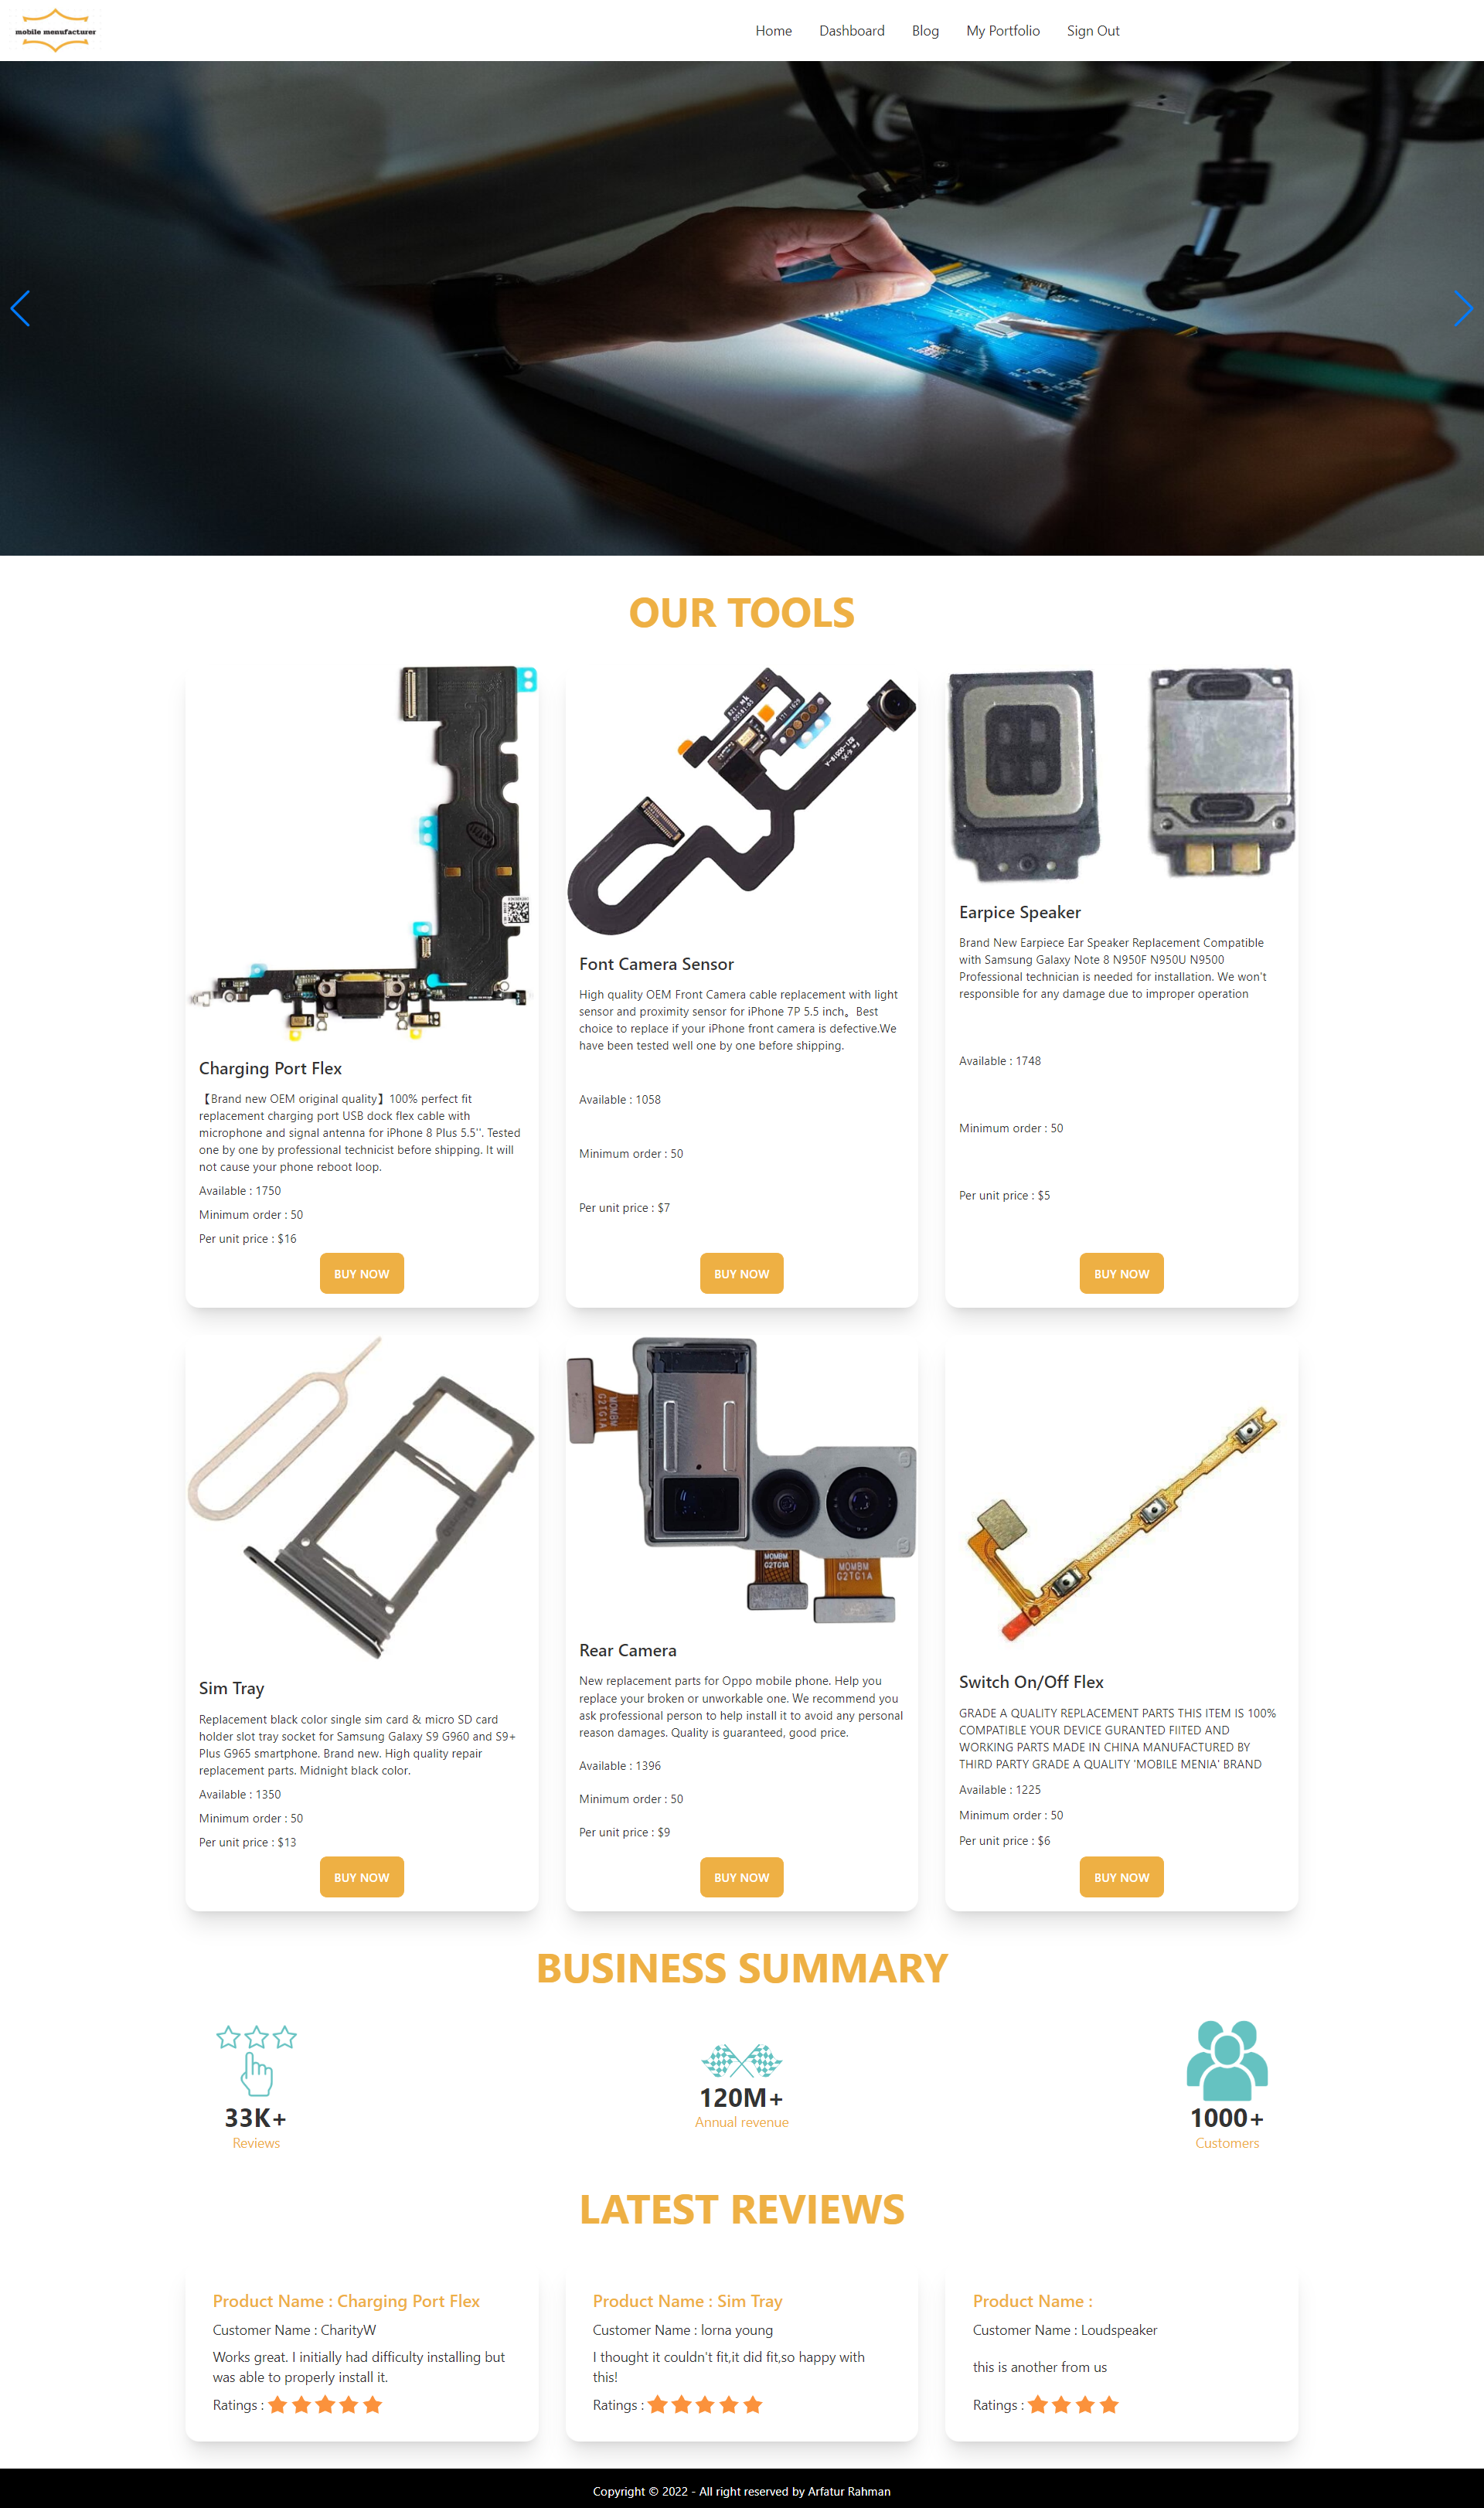 mobile menufacturer
Home Dashboard Blog My Portfolio Sign Out
OUR TOOLS
Charging Port Flex
【Brand new OEM original quality】100% perfect fit
replacement charging port USB dock flex cable with
microphone and signal antenna for iPhone 8 Plus 5.5''. Tested
one by one by professional technicist before shipping. It will
not cause your phone reboot loop.
Available : 1750
Minimum order : 50
Per unit price : $16
BUY NOW
Font Camera Sensor
High quality OEM Front Camera cable replacement with light
sensor and proximity sensor for iPhone 7P 5.5 inch。Best
choice to replace if your iPhone front camera is defective.We
have been tested well one by one before shipping.
Available : 1058
Minimum order : 50
Per unit price : $7
BUY NOW
Earpice Speaker
Brand New Earpiece Ear Speaker Replacement Compatible
with Samsung Galaxy Note 8 N950F N950U N9500
Professional technician is needed for installation. We won't
responsible for any damage due to improper operation
Available : 1748
Minimum order : 50
Per unit price : $5
BUY NOW
Sim Tray
Replacement black color single sim card & micro SD card
holder slot tray socket for Samsung Galaxy S9 G960 and S9+
Plus G965 smartphone. Brand new. High quality repair
replacement parts. Midnight black color.
Available : 1350
Minimum order : 50
Per unit price : $13
BUY NOW
MOMBM
G2TG1A
MOMBM
G2TG1A
MOMBM
G2TG1A
Rear Camera
New replacement parts for Oppo mobile phone. Help you
replace your broken or unworkable one. We recommend you
ask professional person to help install it to avoid any personal
reason damages. Quality is guaranteed, good price.
Available : 1396
Minimum order : 50
Per unit price : $9
BUY NOW
Switch On/Off Flex
GRADE A QUALITY REPLACEMENT PARTS THIS ITEM IS 100%
COMPATIBLE YOUR DEVICE GURANTED FIITED AND
WORKING PARTS MADE IN CHINA MANUFACTURED BY
THIRD PARTY GRADE A QUALITY 'MOBILE MENIA' BRAND
Available : 1225
Minimum order : 50
Per unit price : $6
BUY NOW
BUSINESS SUMMARY
33K+
Reviews
120M+
Annual revenue
1000+
Customers
LATEST REVIEWS
Product Name : Charging Port Flex
Customer Name : CharityW
Works great. I initially had difficulty installing but
was able to properly install it.
Ratings :
Product Name : Sim Tray
Customer Name : lorna young
I thought it couldn't fit,it did fit,so happy with
this!
Ratings :
Product Name :
Customer Name : Loudspeaker
this is another from us
Ratings :
Copyright © 2022 - All right reserved by Arfatur Rahman